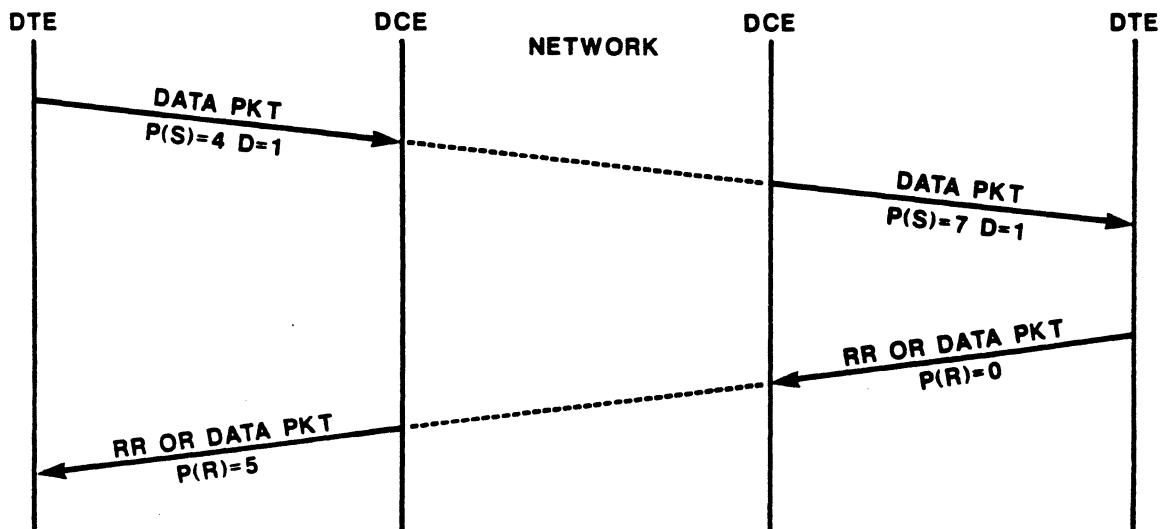 DTE
DCE
NETWORK
DCE
DTE
DATA PKT
P(S)=4 D=1
DATA PKT
P(S)=7 D=1
RR OR DATA PKT
P(R)=0
RR OR DATA PKT
P(R)=5